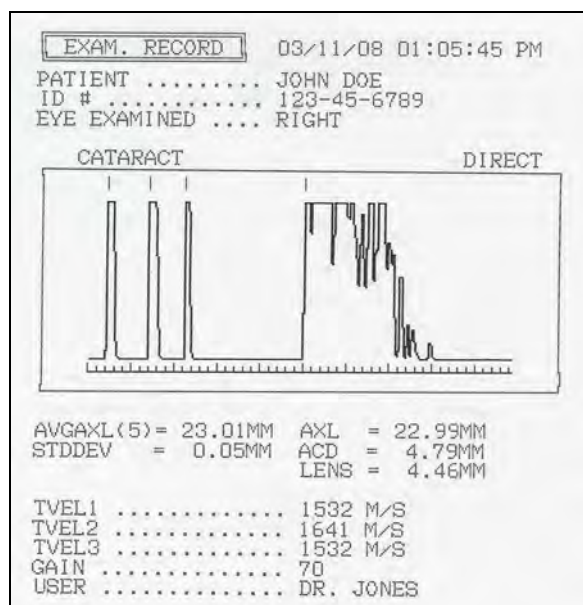 EXAM. RECORD 03/11/08 01:05:45 PM
PATIENT ......... JOHN DOE
ID # ............ 123-45-6789
EYE EXAMINED .... RIGHT
CATARACT DIRECT
AVGAXL(5)= 23.01MM AXL = 22.99MM
STDDEV = 0.05MM ACD = 4.79MM
LENS = 4.46MM
TVEL1 ............. 1532 M/S
TVEL2 ............. 1641 M/S
TVEL3 ............. 1532 M/S
GAIN .............. 70
USER .............. DR. JONES